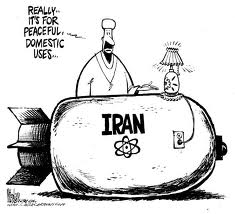 REALLY..
IT'S FOR
PEACEFUL,
DOMESTIC
USES...
IRAN